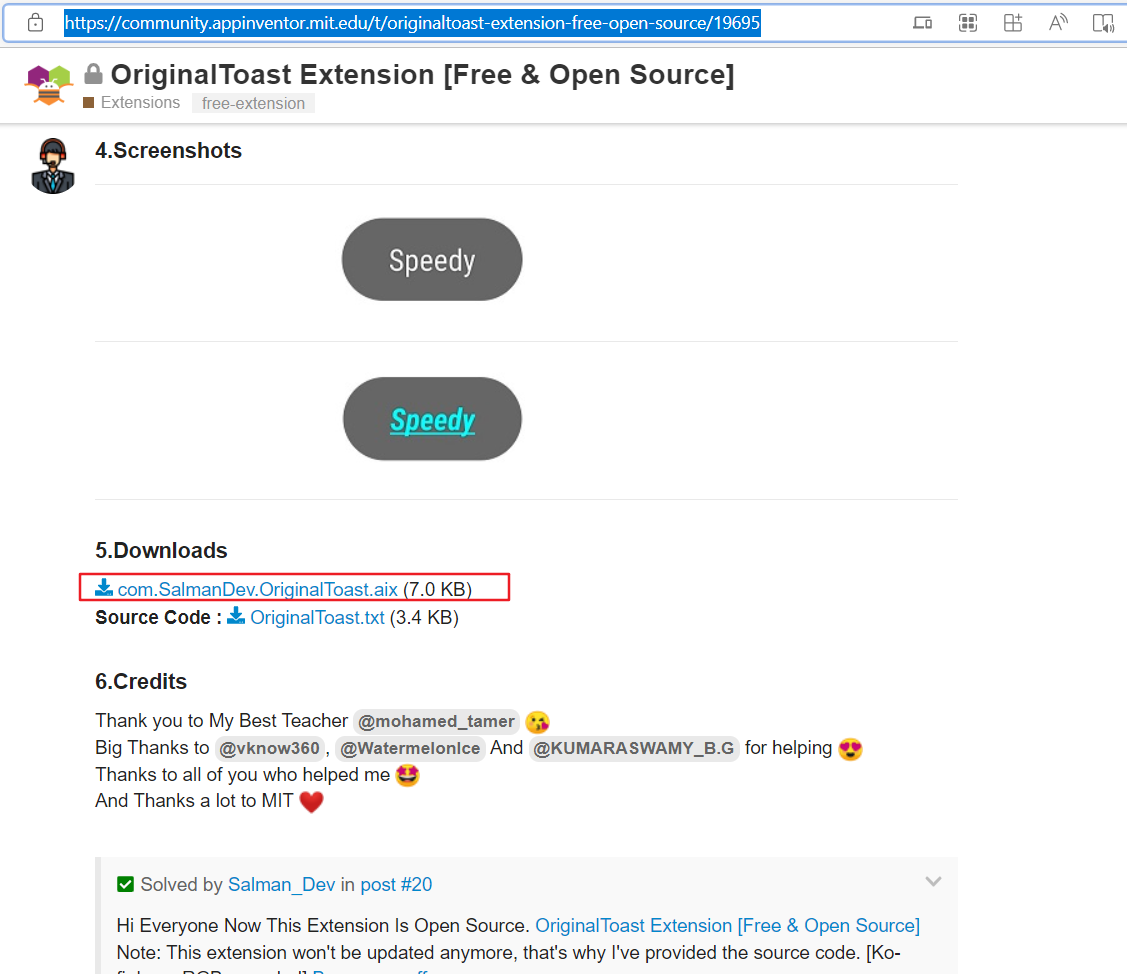 https://community.appinventor.mit.edu/t/originaltoast-extension-free-open-source/19695
OriginalToast Extension [Free & Open Source]
Extensions free-extension
4.Screenshots
Speedy
Speedy
5.Downloads
com.SalmanDev.OriginalToast.aix (7.0 KB)
Source Code : OriginalToast.txt (3.4 KB)
6.Credits
Thank you to My Best Teacher @mohamed_tamer 😘
Big Thanks to @vknow360 , @WatermelonIce And @KUMARASWAMY_B.G for helping 😍
Thanks to all of you who helped me 🤩
And Thanks a lot to MIT ❤️
Solved by Salman_Dev in post #20
Hi Everyone Now This Extension Is Open Source. OriginalToast Extension [Free & Open Source]
Note: This extension won't be updated anymore, that's why I've provided the source code. [Ko-